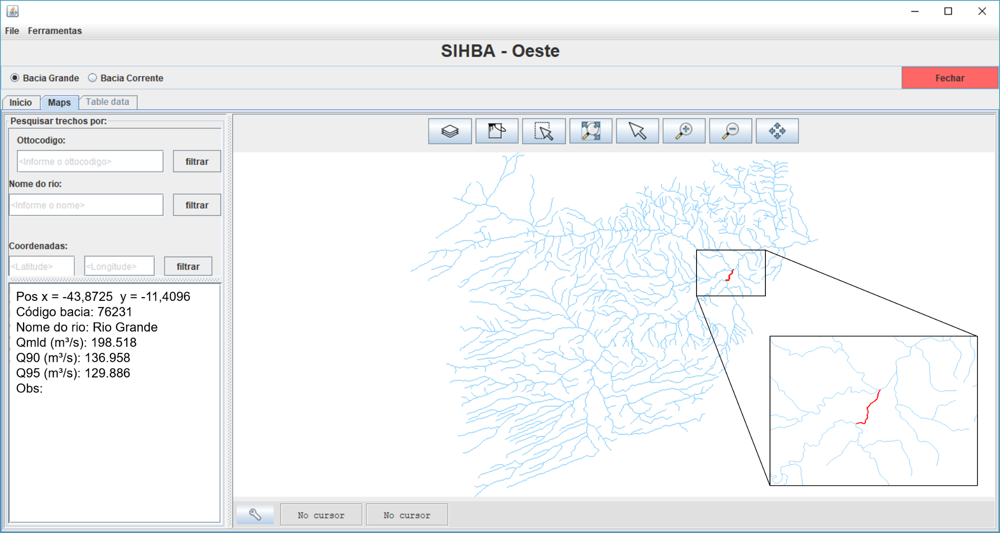 File Ferramentas
SIHBA - Oeste
Bacia Grande Bacia Corrente Fechar
Início Maps Table data
Pesquisar trechos por:
Ottocodigo:
<Informe o ottocodigo> filtrar
Nome do rio:
<Informe o nome> filtrar
Coordenadas:
<Latitude> <Longitude> filtrar
Pos x = -43,8725 y = -11,4096
Código bacia: 76231
Nome do rio: Rio Grande
Qmld (m³/s): 198.518
Q90 (m³/s): 136.958
Q95 (m³/s): 129.886
Obs:
No cursor No cursor